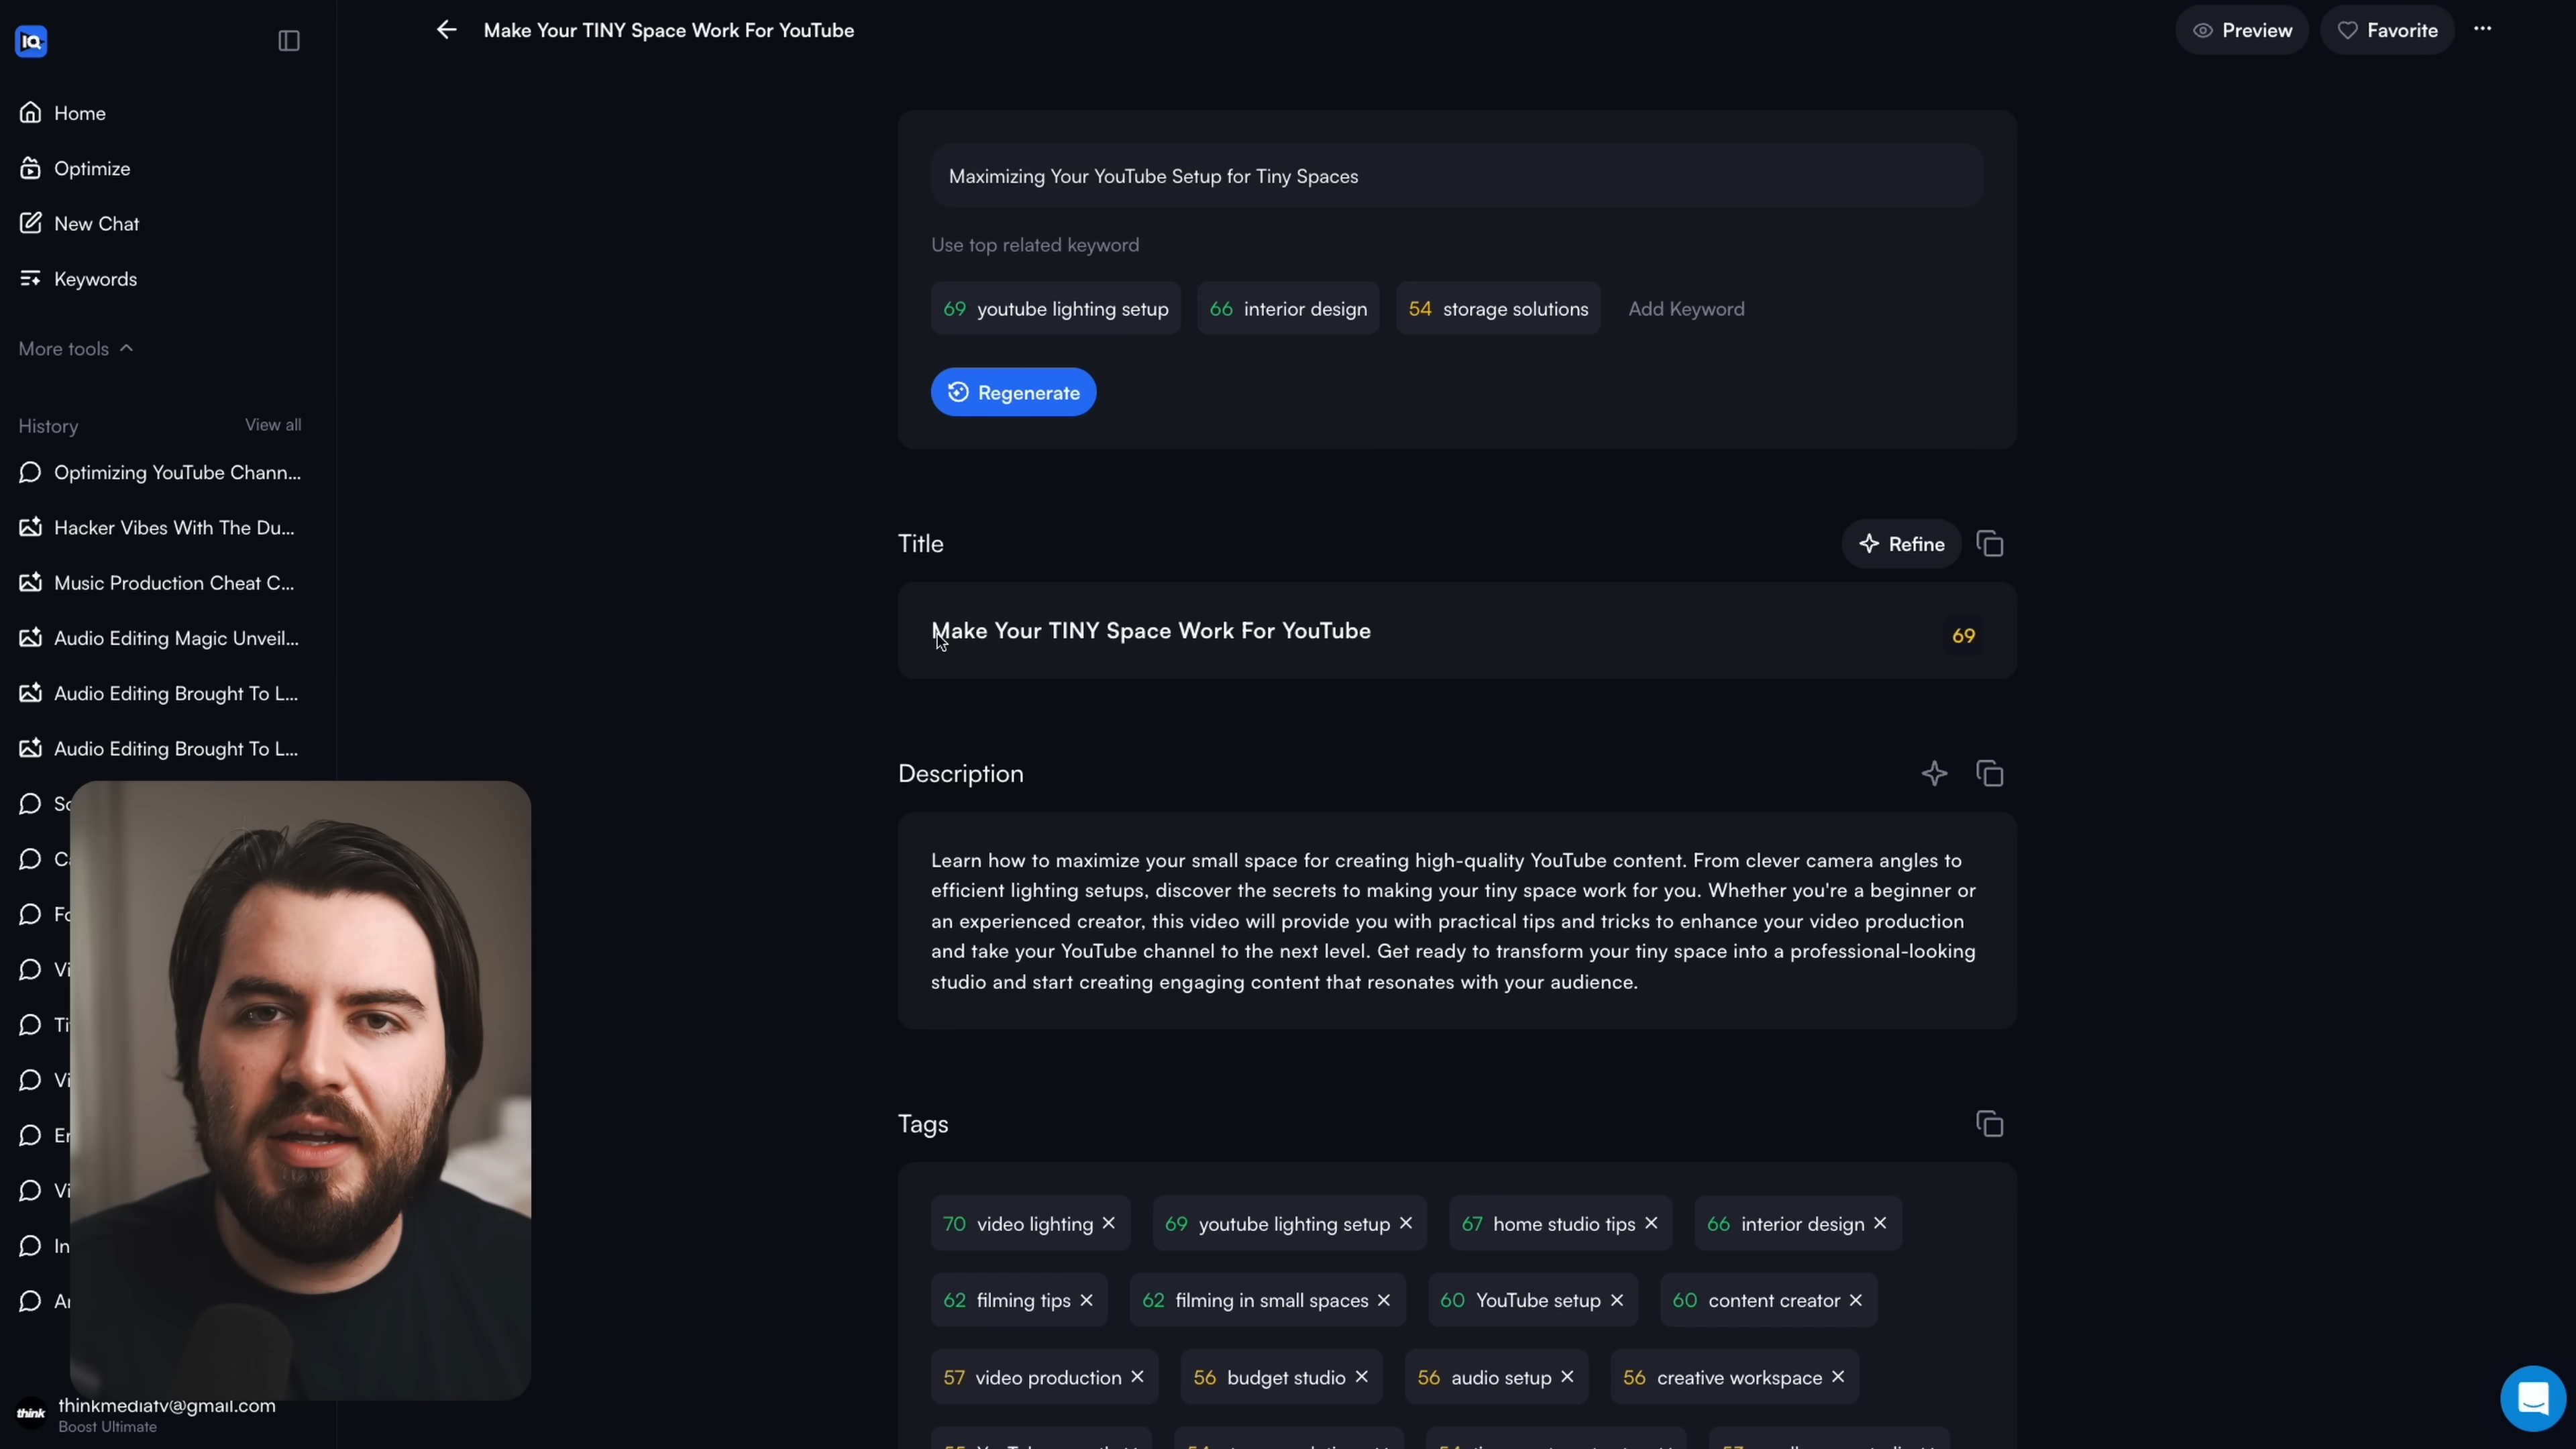 IQ
Make Your TINY Space Work For YouTube
Preview
Favorite
Home
Optimize
New Chat
Keywords
More tools
History
View all
Optimizing YouTube Chann...
Hacker Vibes With The Du...
Music Production Cheat C...
Audio Editing Magic Unveil...
Audio Editing Brought To L...
Audio Editing Brought To L...
think
thinkmediatv@gmail.com
Boost Ultimate
Maximizing Your YouTube Setup for Tiny Spaces
Use top related keyword
69 youtube lighting setup 66 interior design 54 storage solutions Add Keyword
Regenerate
Title
Refine
Make Your TINY Space Work For YouTube
69
Description
Learn how to maximize your small space for creating high-quality YouTube content. From clever camera angles to
efficient lighting setups, discover the secrets to making your tiny space work for you. Whether you're a beginner or
an experienced creator, this video will provide you with practical tips and tricks to enhance your video production
and take your YouTube channel to the next level. Get ready to transform your tiny space into a professional-looking
studio and start creating engaging content that resonates with your audience.
Tags
70 video lighting 69 youtube lighting setup 67 home studio tips 66 interior design
62 filming tips 62 filming in small spaces 60 YouTube setup 60 content creator
57 video production 56 budget studio 56 audio setup 56 creative workspace